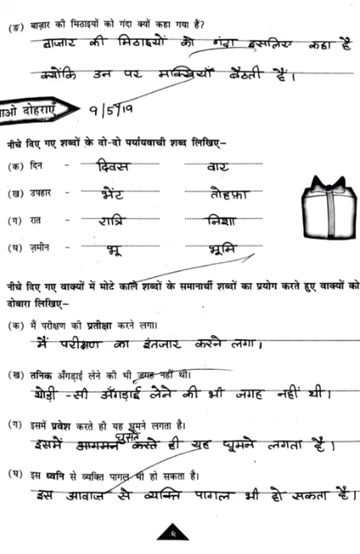 (ङ) बाज़ार की मिठाइयों को गंदा क्यों कहा गया है?
बाजार की मिठाइयों को गंदा इसलिए कहा है
क्योंकि उन पर मक्खियाँ बैठती हैं।
आओ दोहराएँ 9/5/19
नीचे दिए गए शब्दों के दो-दो पर्यायवाची शब्द लिखिए–
(क) दिन - दिवस वार
(ख) उपहार - भेंट तोहफ़ा
(ग) रात - रात्रि निशा
(घ) ज़मीन - भू भूमि
नीचे दिए गए वाक्यों में मोटे काले शब्दों के समानार्थी शब्दों का प्रयोग करते हुए वाक्यों को
दोबारा लिखिए–
(क) मैं परीक्षण की प्रतीक्षा करने लगा।
मैं परीक्षण का इंतजार करने लगा।
(ख) तनिक अँगड़ाई लेने की भी जगह नहीं थी।
थोड़ी -सी अँगड़ाई लेने की भी जगह नहीं थी।
(ग) इसमें प्रवेश करते ही यह घूमने लगता है।
घुसते
इसमें आगमन करते ही यह घूमने लगता है।
(घ) इस ध्वनि से व्यक्ति पागल भी हो सकता है।
इस आवाज से व्यक्ति पागल भी हो सकता है।